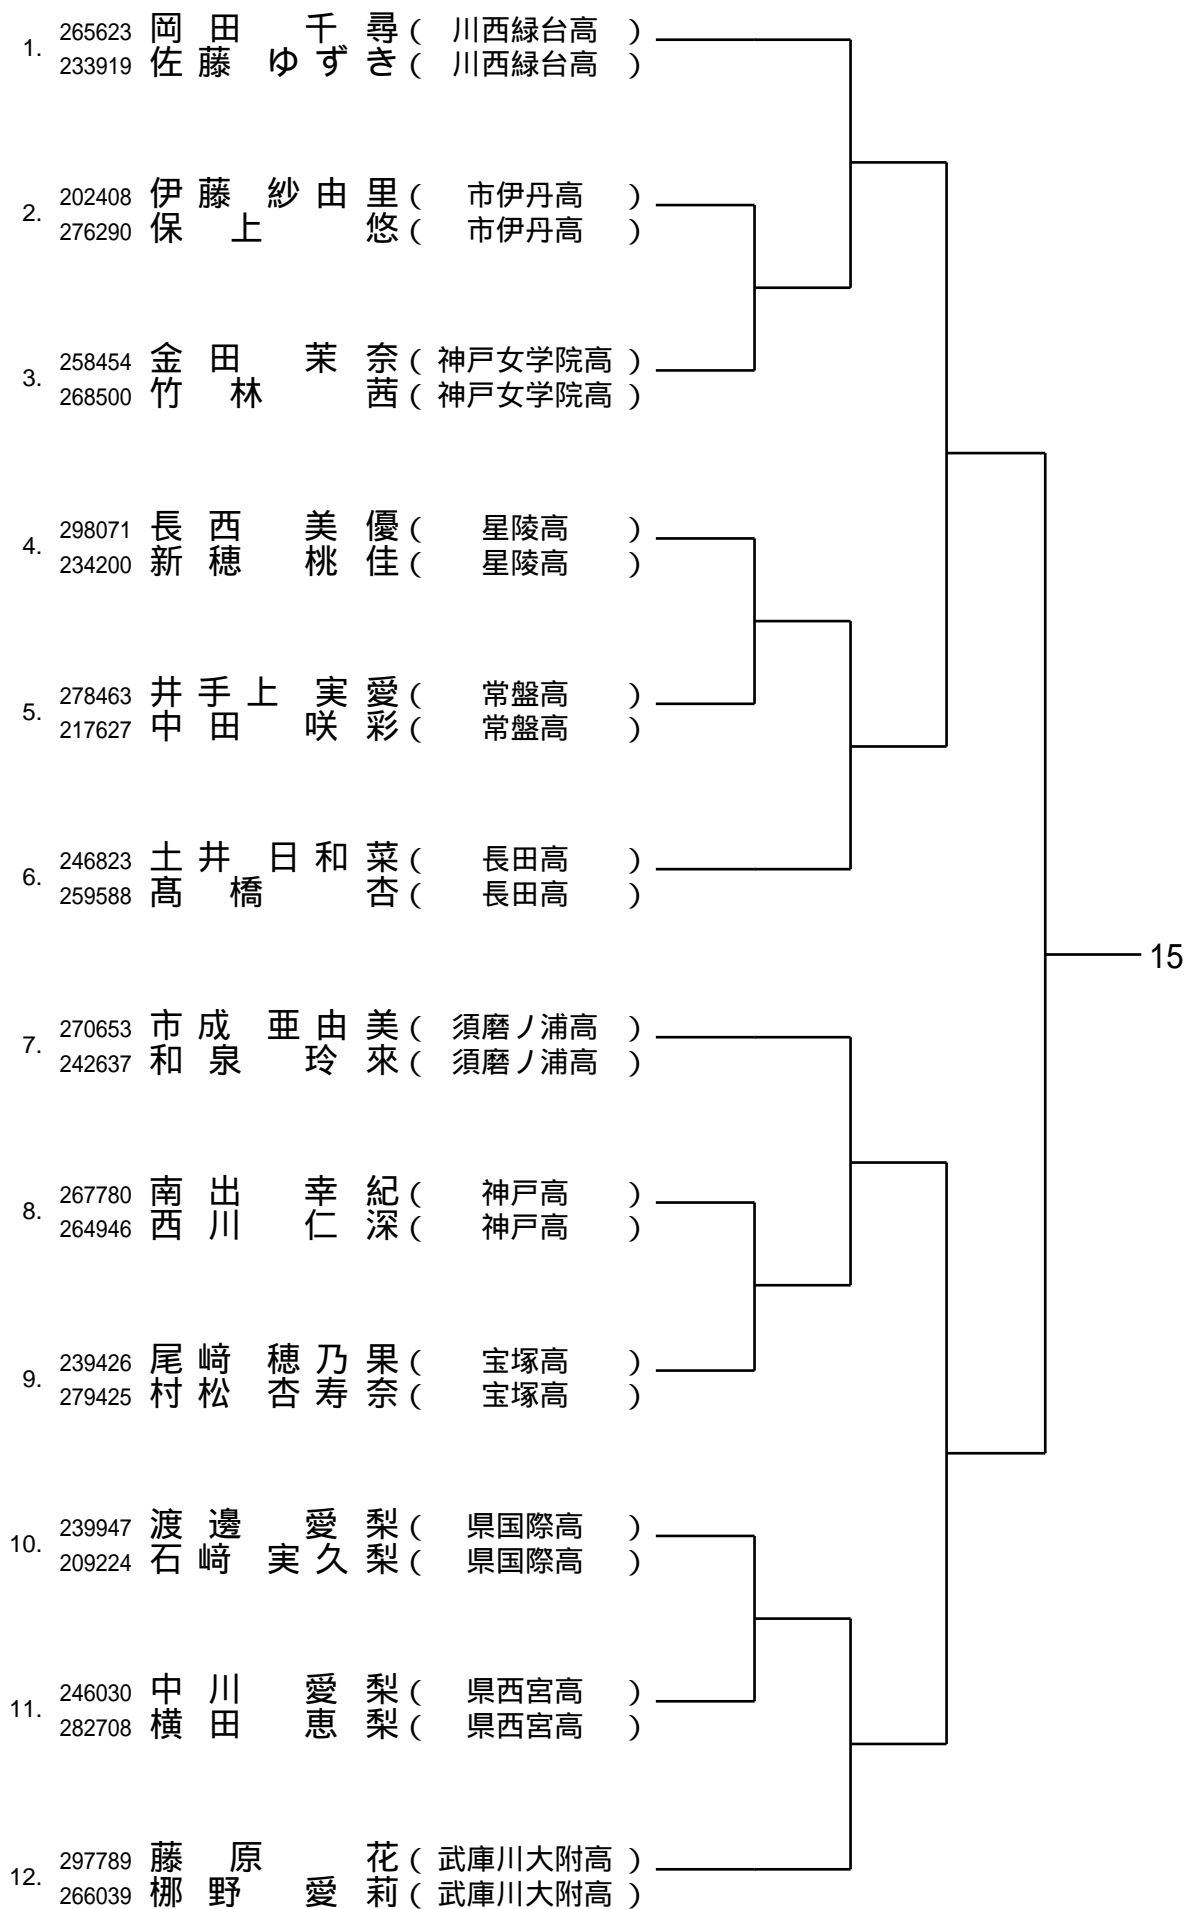 1. 265623 岡田 千尋 ( 川西緑台高 )
233919 佐藤 ゆずき ( 川西緑台高 )
2. 202408 伊藤 紗由里 ( 市伊丹高 )
276290 保上 悠 ( 市伊丹高 )
3. 258454 金田 茉奈 ( 神戸女学院高 )
268500 竹林 茜 ( 神戸女学院高 )
4. 298071 長西 美優 ( 星陵高 )
234200 新穂 桃佳 ( 星陵高 )
5. 278463 井手上 実愛 ( 常盤高 )
217627 中田 咲彩 ( 常盤高 )
6. 246823 土井 日和菜 ( 長田高 )
259588 髙橋 杏 ( 長田高 )
15
7. 270653 市成 亜由美 ( 須磨ノ浦高 )
242637 和泉 玲來 ( 須磨ノ浦高 )
8. 267780 南出 幸紀 ( 神戸高 )
264946 西川 仁深 ( 神戸高 )
9. 239426 尾﨑 穂乃果 ( 宝塚高 )
279425 村松 杏寿奈 ( 宝塚高 )
10. 239947 渡邊 愛梨 ( 県国際高 )
209224 石﨑 実久梨 ( 県国際高 )
11. 246030 中川 愛梨 ( 県西宮高 )
282708 横田 恵梨 ( 県西宮高 )
12. 297789 藤原 花 ( 武庫川大附高 )
266039 梛野 愛莉 ( 武庫川大附高 )